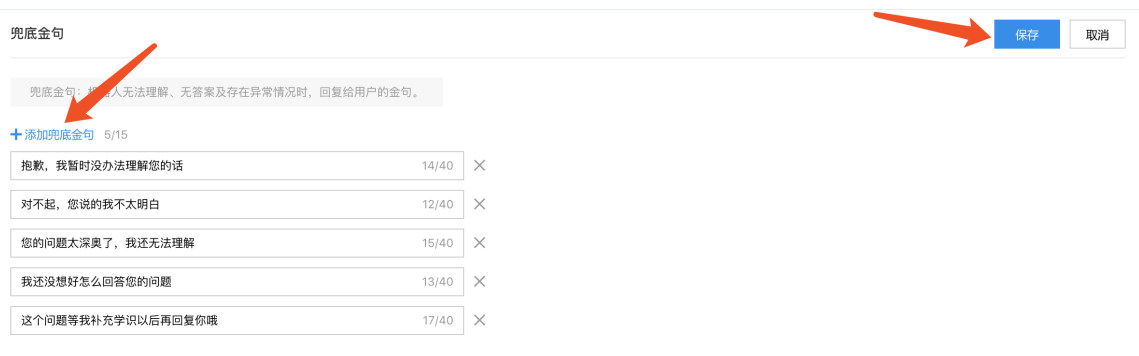 兜底金句
保存 取消
兜底金句：机器人无法理解、无答案及存在异常情况时，回复给用户的金句。
添加兜底金句 5/15
抱歉，我暂时没办法理解您的话 14/40
对不起，您说的我不太明白 12/40
您的问题太深奥了，我还无法理解 15/40
我还没想好怎么回答您的问题 13/40
这个问题等我补充学识以后再回复你哦 17/40